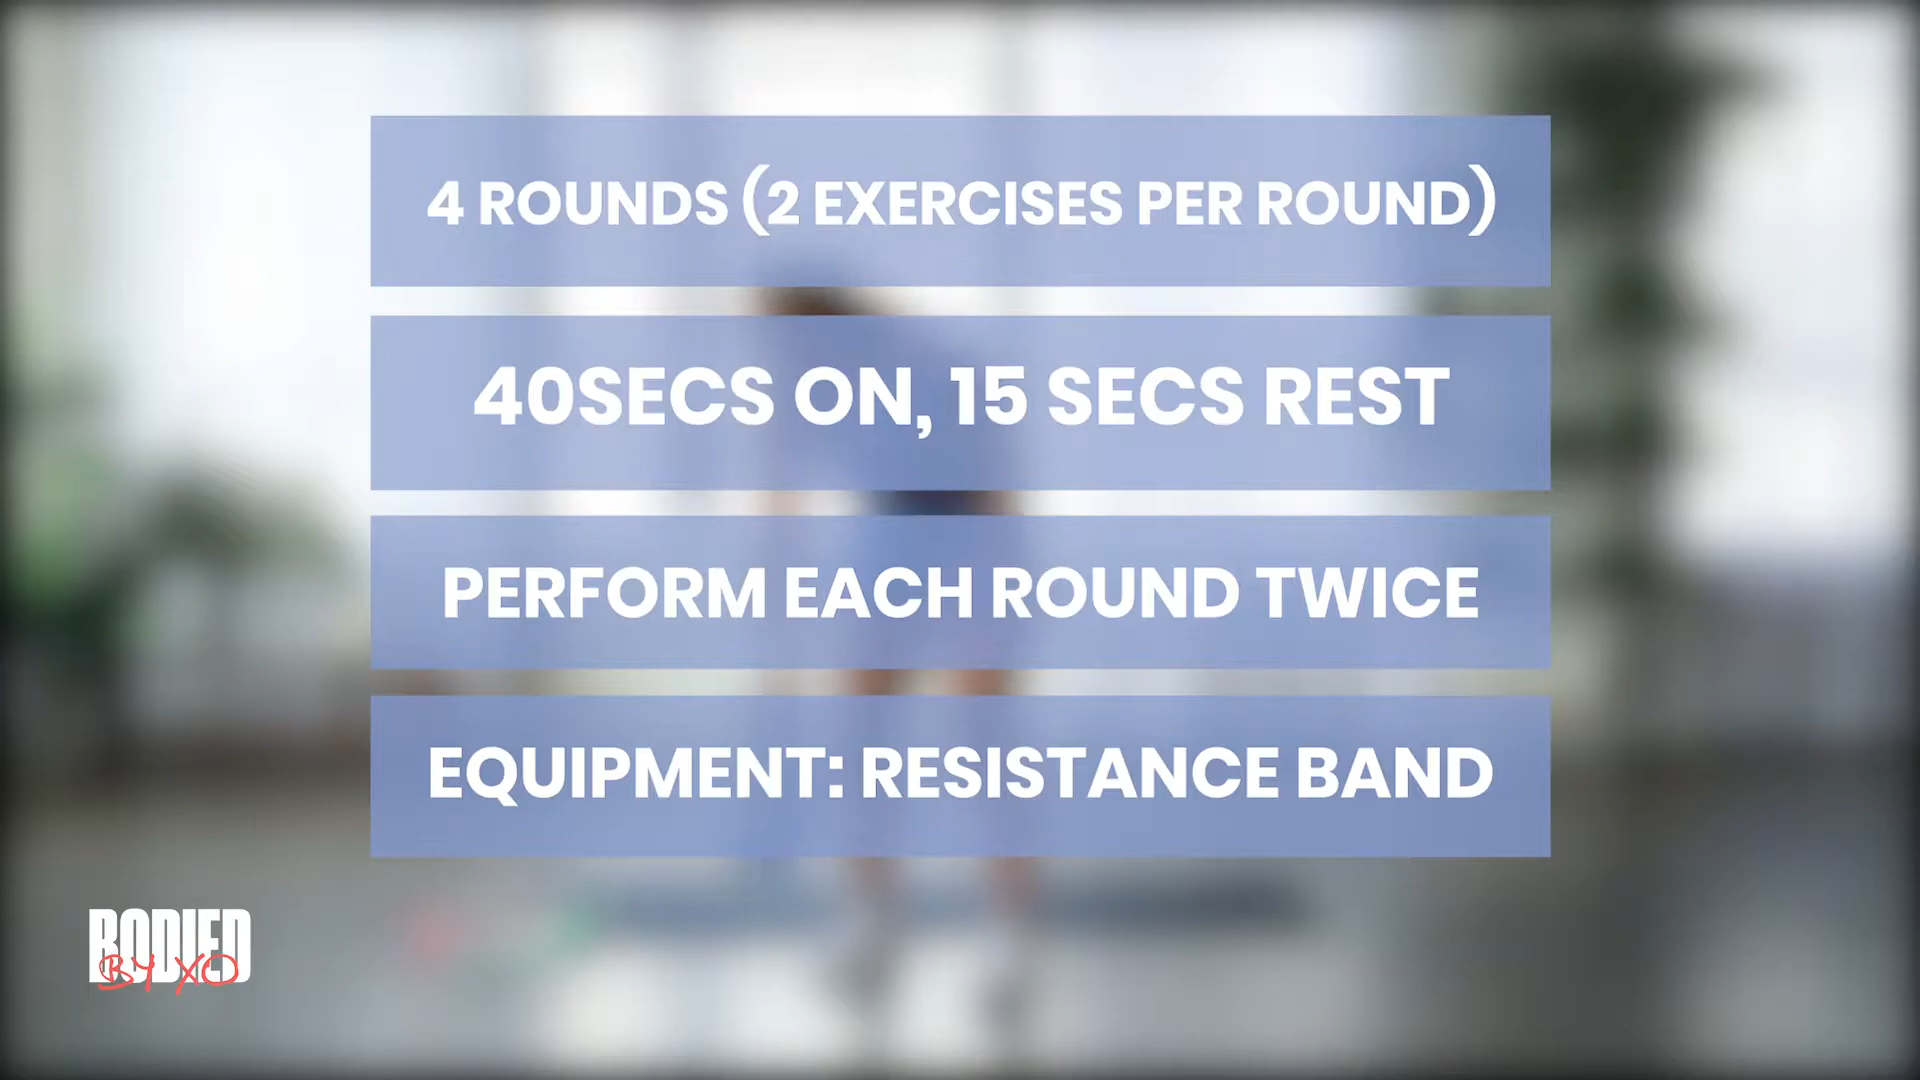 4 ROUNDS (2 EXERCISES PER ROUND)
40SECS ON, 15 SECS REST
PERFORM EACH ROUND TWICE
EQUIPMENT: RESISTANCE BAND
BODIED
BY XO